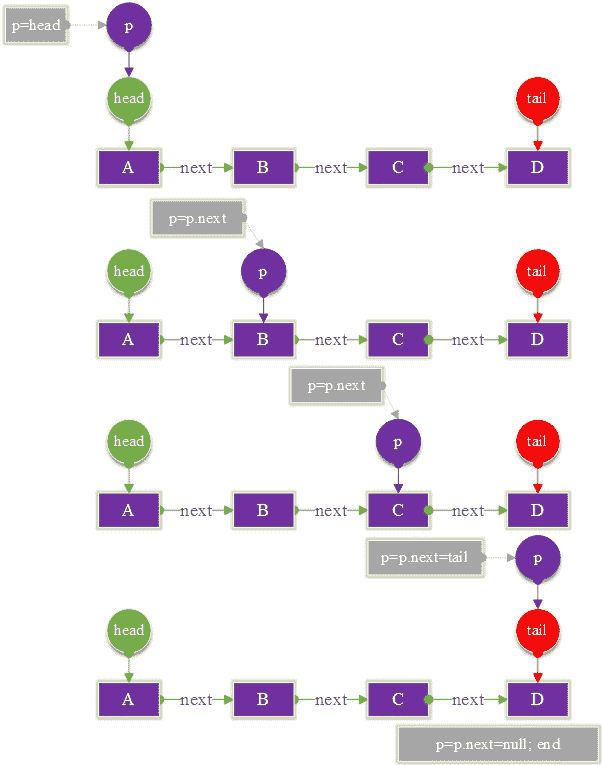 p=head p
head tail
A next B next C next D
p=p.next
head p tail
A next B next C next D
p=p.next
head p tail
A next B next C next D
p=p.next=tail p
head tail
A next B next C next D
p=p.next=null; end